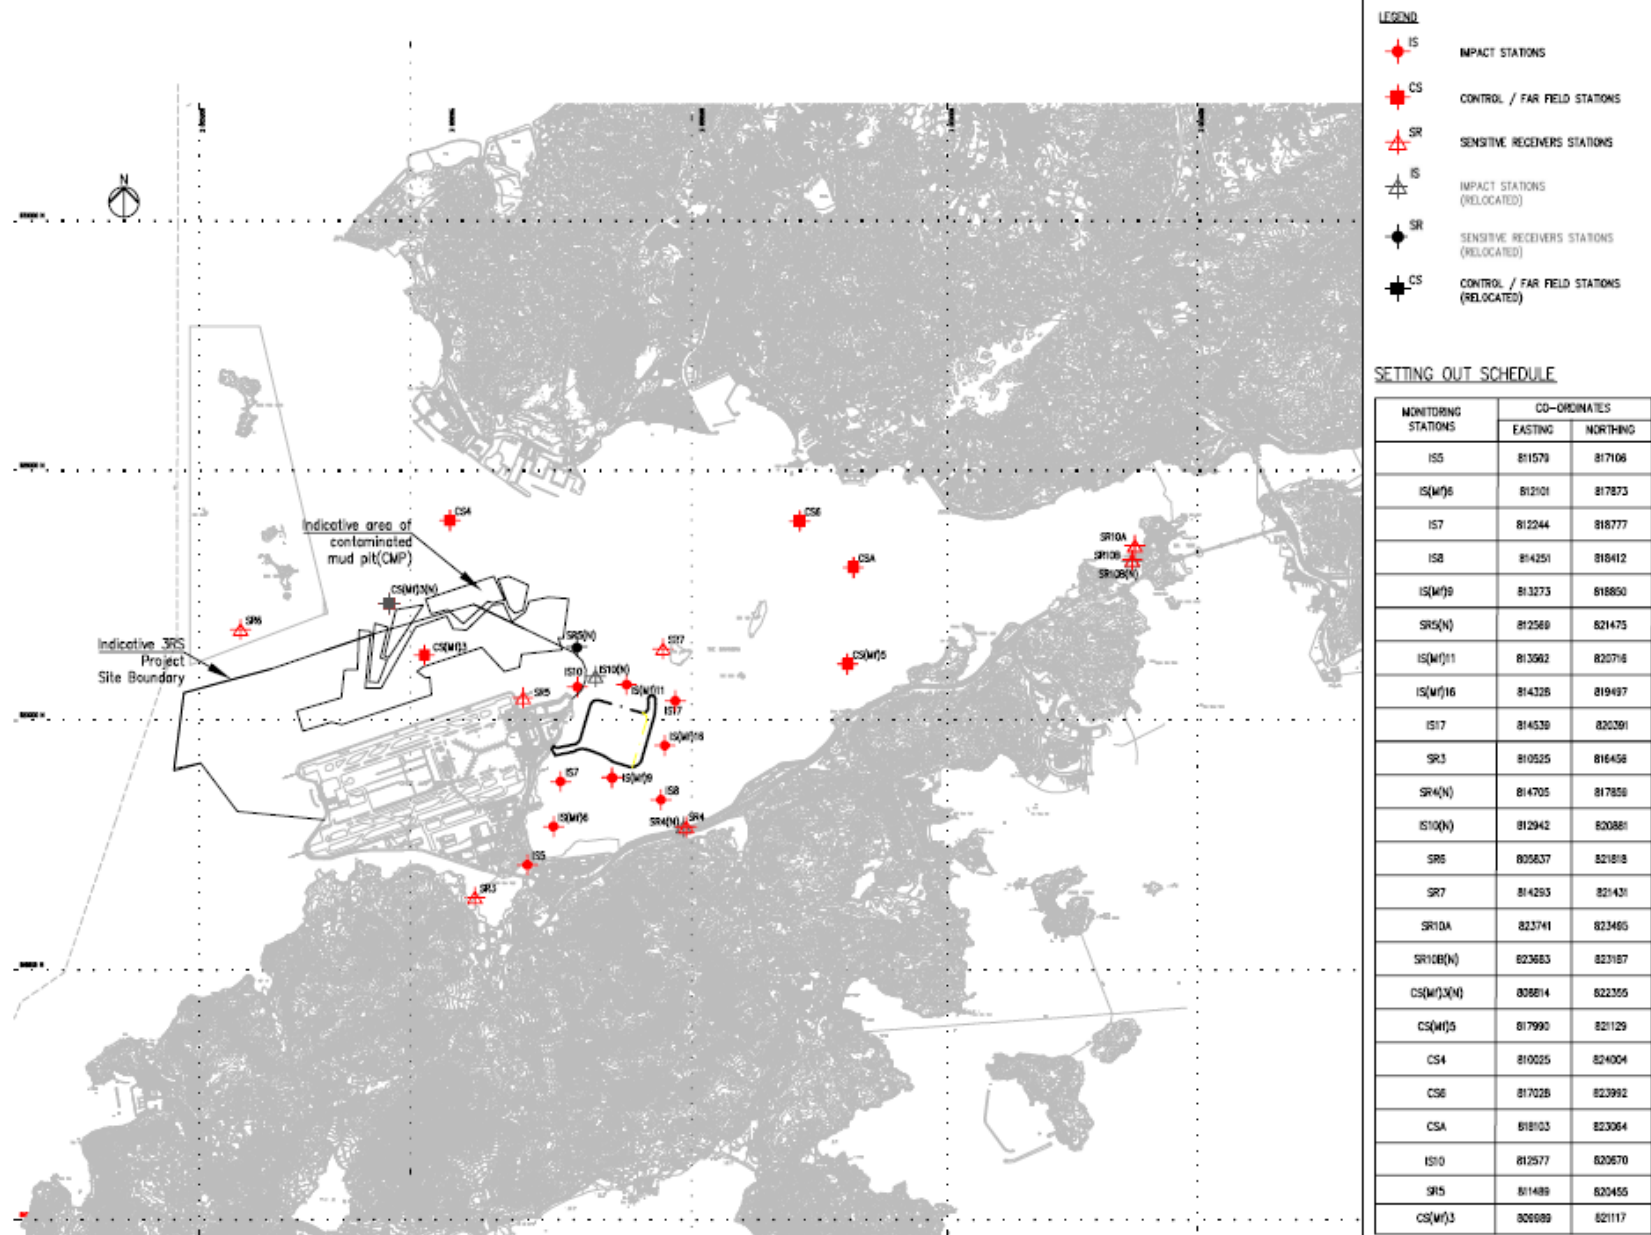 N
Indicative area of
contaminated
mud pit(CMP)
Indicative 3RS
Project
Site Boundary
CS4
CS6
CSA
SR10A
SR10B
SR10B(N)
CS(Mf)3(N)
SR6
CS(Mf)3
SR5(N)
IS10
IS10(N)
CS(Mf)5
SR5
IS(Mf)11
IS17
IS(Mf)16
IS7
IS(Mf)9
IS8
IS(Mf)6
SR4(N)
SR4
IS5
SR3
LEGEND
IS
IMPACT STATIONS
CS
CONTROL / FAR FIELD STATIONS
SR
SENSITIVE RECEIVERS STATIONS
IS
IMPACT STATIONS
(RELOCATED)
SR
SENSITIVE RECEIVERS STATIONS
(RELOCATED)
CS
CONTROL / FAR FIELD STATIONS
(RELOCATED)
SETTING OUT SCHEDULE
MONITORING
STATIONS
CO-ORDINATES
EASTING NORTHING
IS5 811579 817106
IS(Mf)6 812101 817873
IS7 812244 818777
IS8 814251 818412
IS(Mf)9 813273 818850
SR5(N) 812569 821475
IS(Mf)11 813562 820716
IS(Mf)16 814328 819497
IS17 814539 820391
SR3 810525 816456
SR4(N) 814705 817859
IS10(N) 812942 820881
SR6 805837 821818
SR7 814293 821431
SR10A 823741 823495
SR10B(N) 823683 823187
CS(Mf)3(N) 808814 822355
CS(Mf)5 817990 821129
CS4 810025 824004
CS6 817028 823992
CSA 818103 823064
IS10 812577 820670
SR5 811489 820455
CS(Mf)3 809989 821117